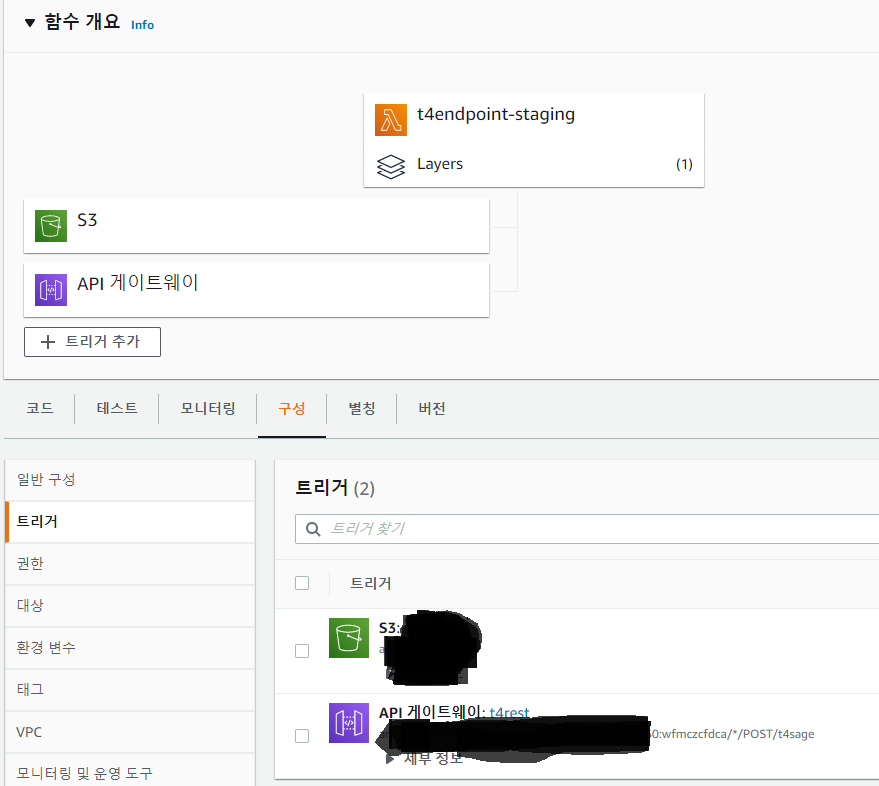 ▼ 함수 개요 Info
t4endpoint-staging
Layers (1)
S3
API 게이트웨이
+ 트리거 추가
코드 테스트 모니터링 구성 별칭 버전
일반 구성
트리거
권한
대상
환경 변수
태그
VPC
모니터링 및 운영 도구
트리거 (2)
트리거 찾기
트리거
S3:
API 게이트웨이: t4rest
0:wfmczcfdca/*/POST/t4sage
▶ 세부 정보